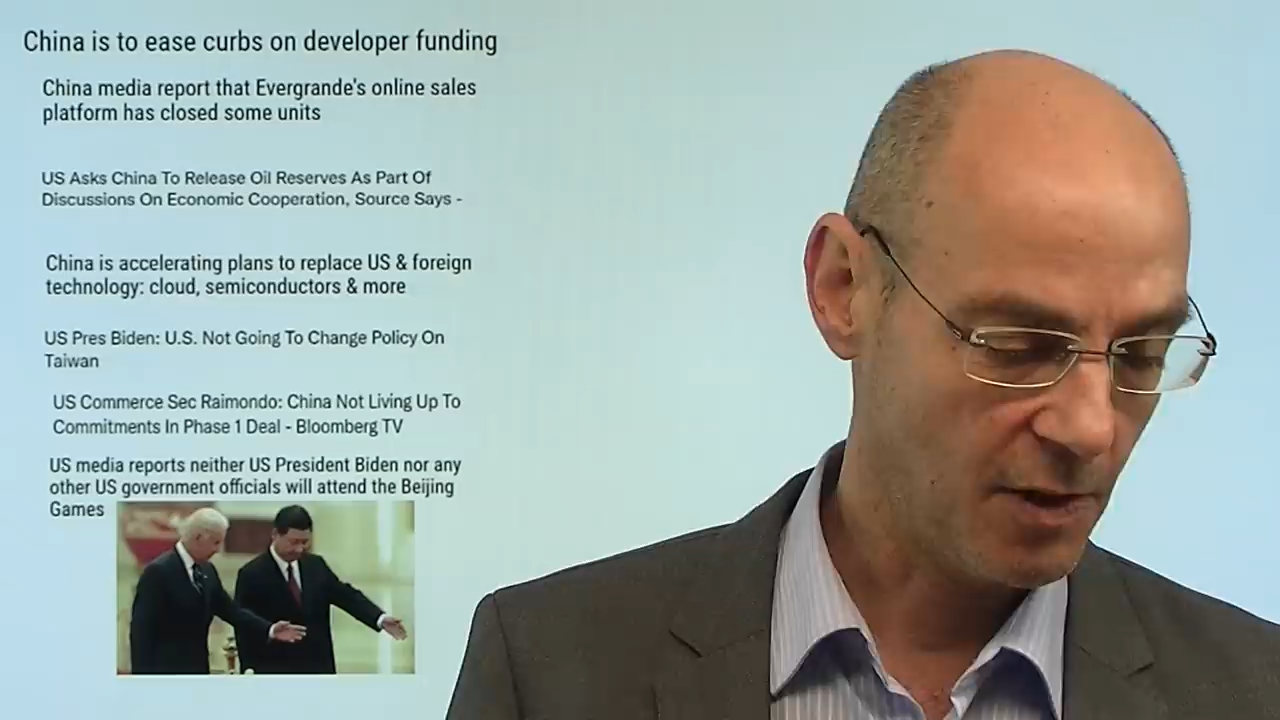 China is to ease curbs on developer funding
China media report that Evergrande's online sales
platform has closed some units
US Asks China To Release Oil Reserves As Part Of
Discussions On Economic Cooperation, Source Says -
China is accelerating plans to replace US & foreign
technology: cloud, semiconductors & more
US Pres Biden: U.S. Not Going To Change Policy On
Taiwan
US Commerce Sec Raimondo: China Not Living Up To
Commitments In Phase 1 Deal - Bloomberg TV
US media reports neither US President Biden nor any
other US government officials will attend the Beijing
Games